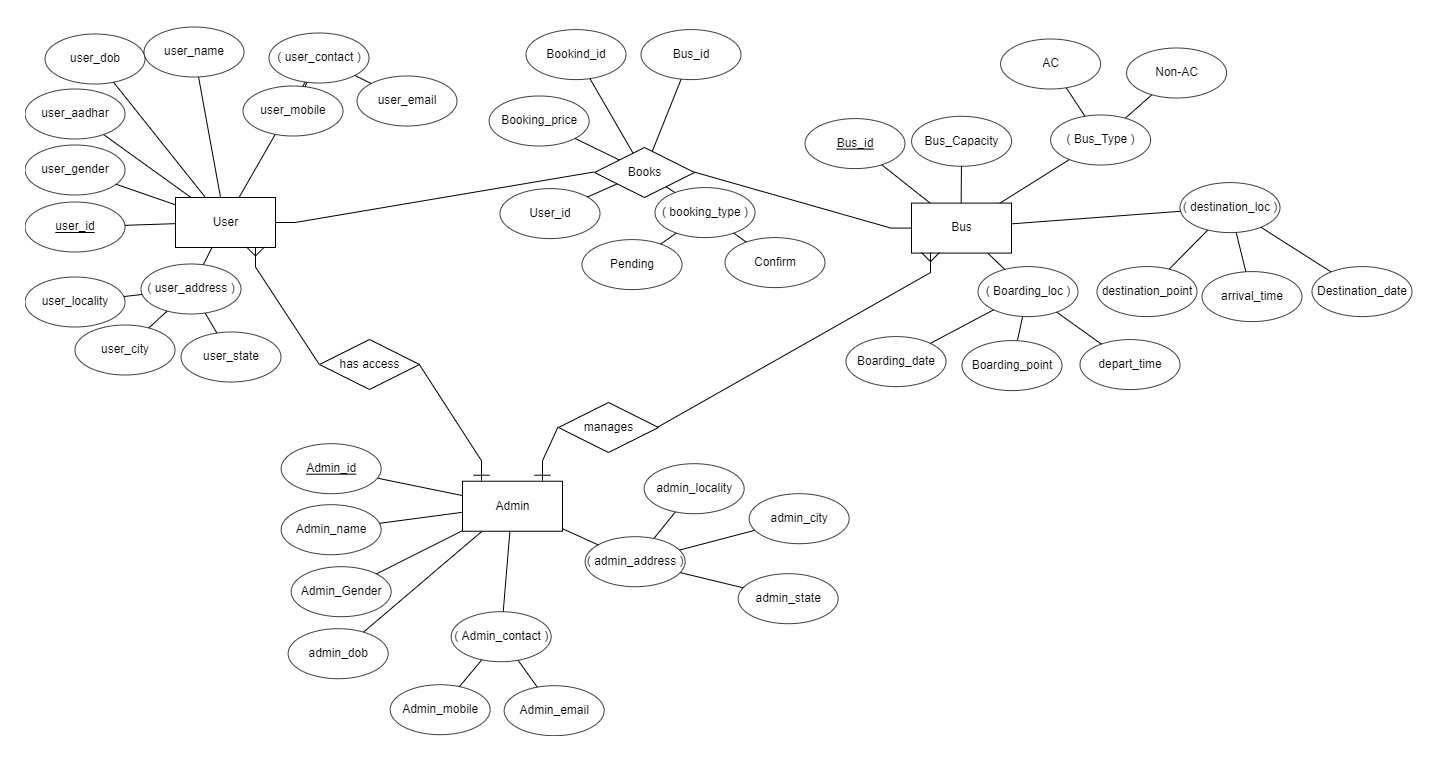 user_dob
user_name
( user_contact )
user_aadhar
user_mobile
user_email
user_gender
user_id
User
( user_address )
user_locality
user_city
user_state
Bookind_id
Bus_id
Booking_price
Books
User_id
( booking_type )
Pending
Confirm
AC
Non-AC
Bus_id
Bus_Capacity
( Bus_Type )
Bus
( destination_loc )
destination_point
arrival_time
Destination_date
( Boarding_loc )
Boarding_date
Boarding_point
depart_time
has access
manages
Admin_id
Admin_name
Admin
Admin_Gender
admin_dob
( Admin_contact )
Admin_mobile
Admin_email
( admin_address )
admin_locality
admin_city
admin_state